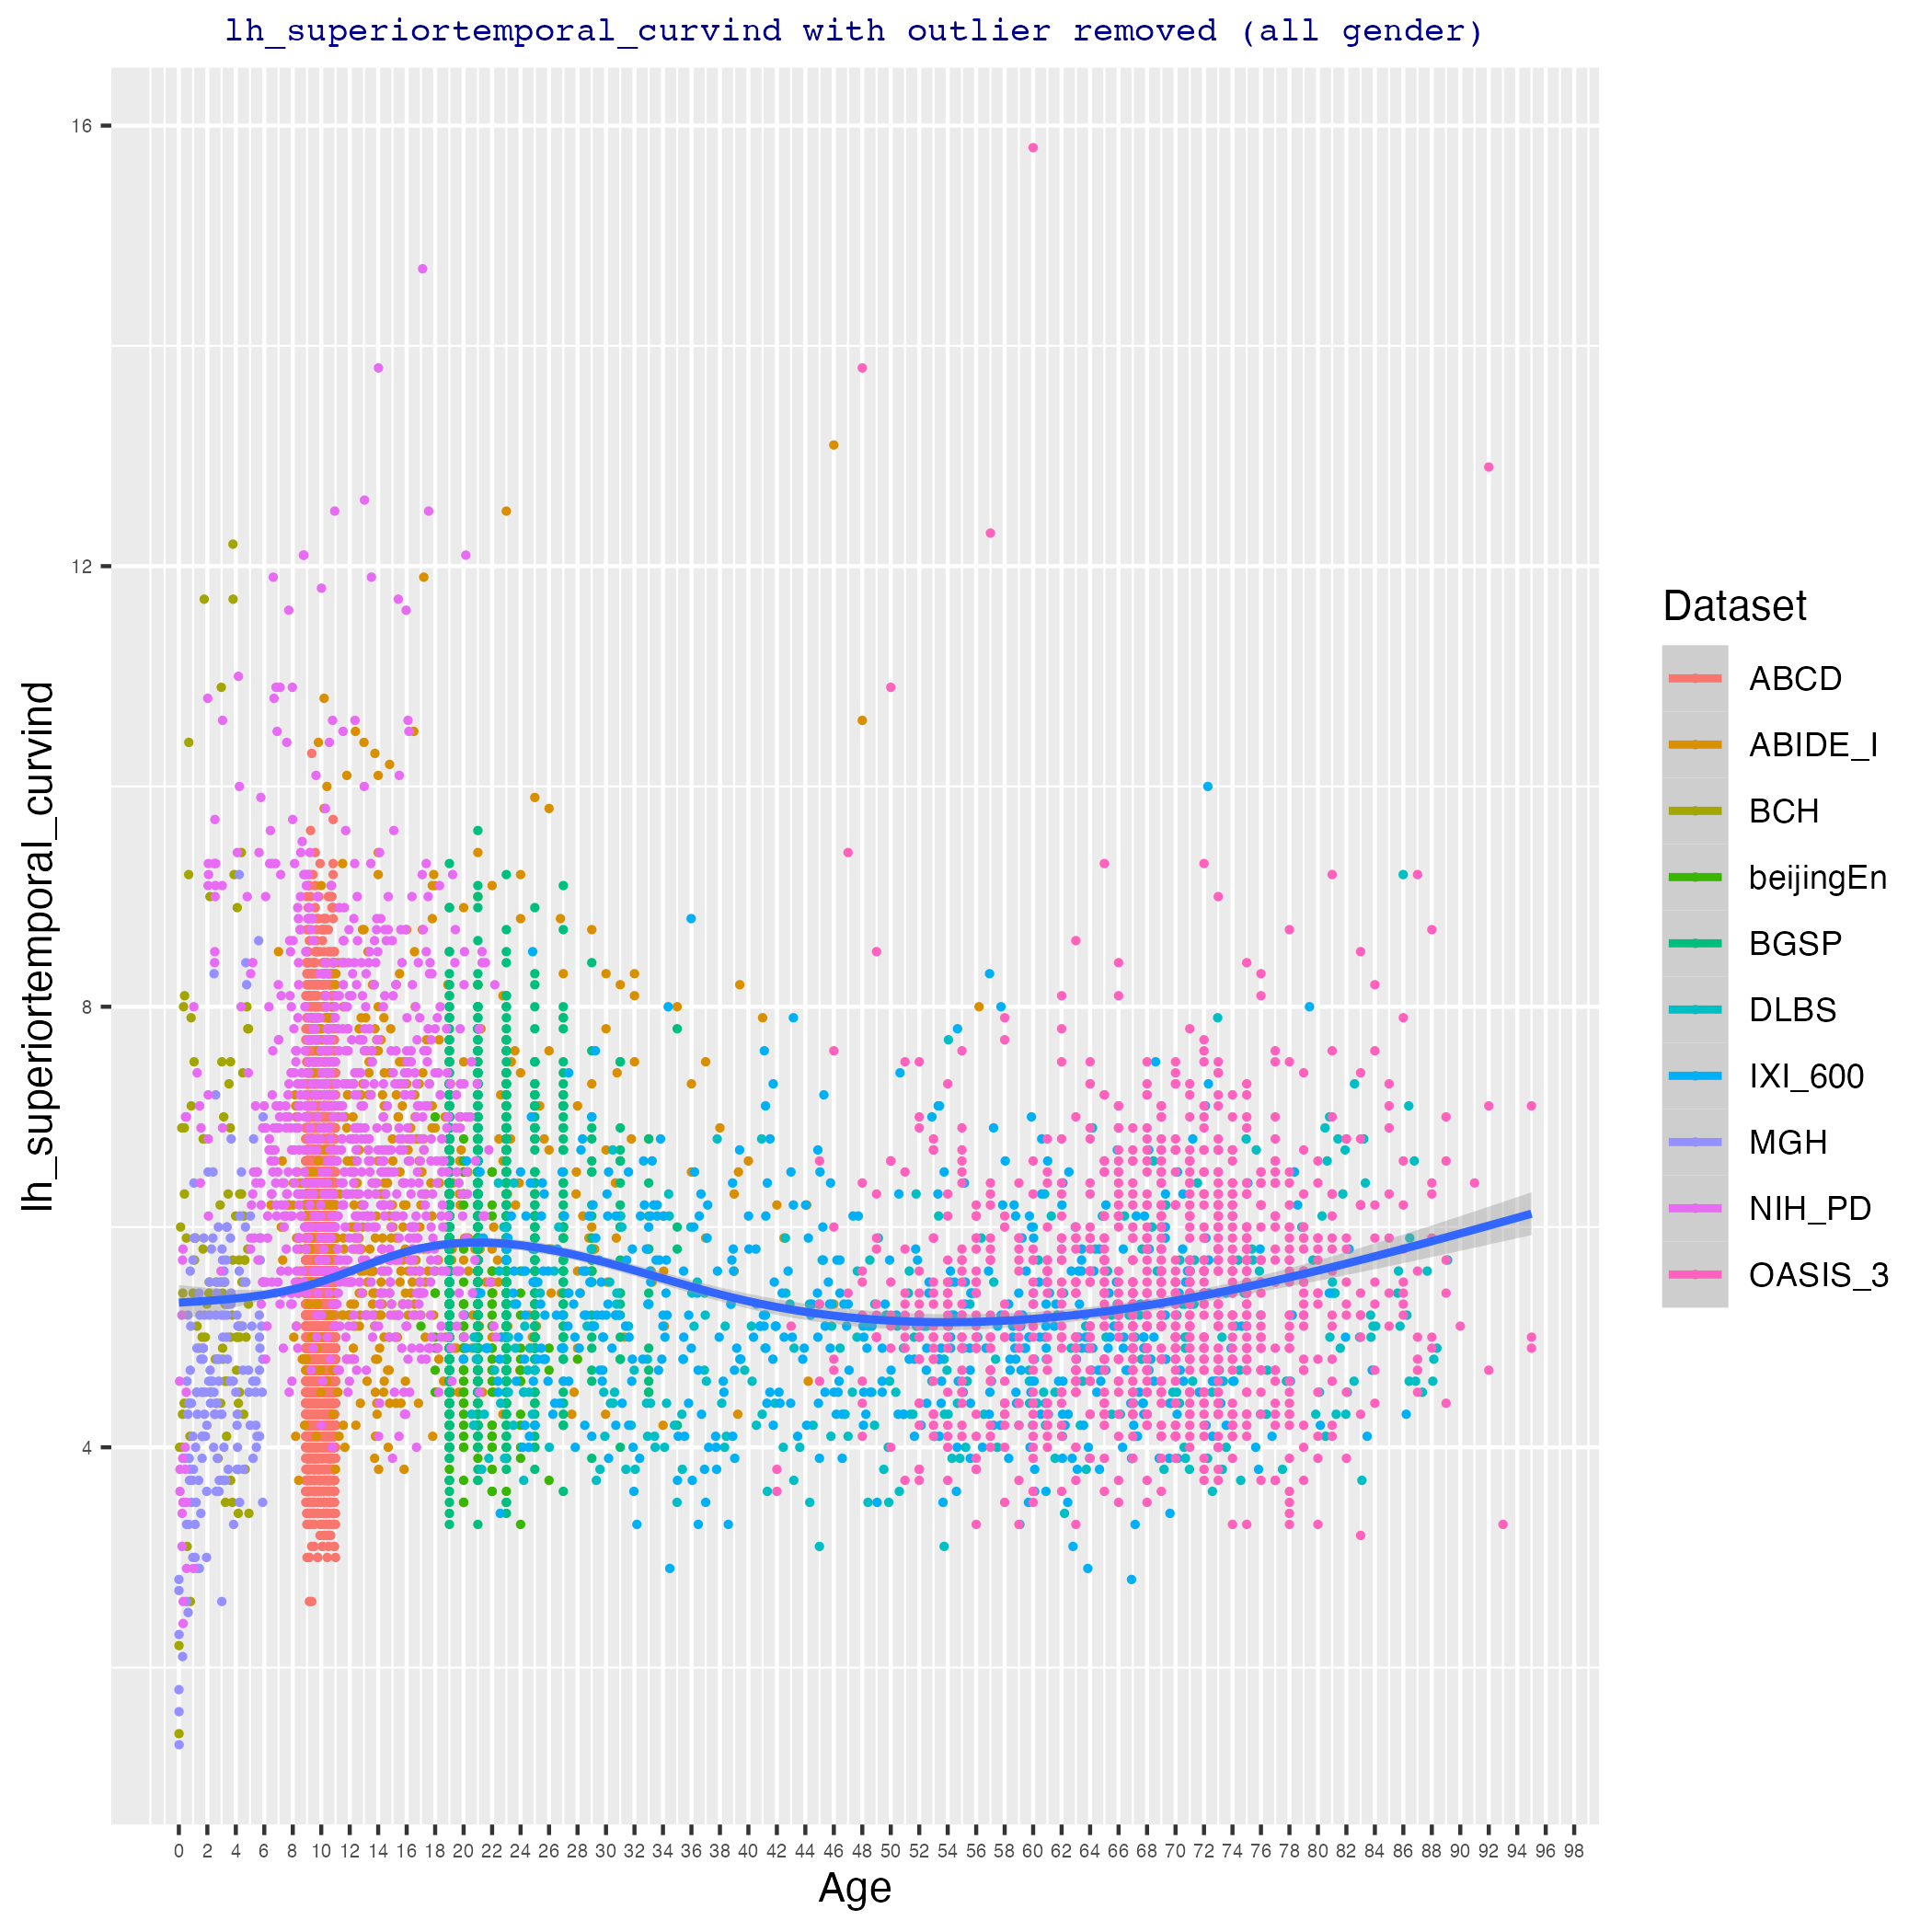 lh_superiortemporal_curvind with outlier removed (all gender)
lh_superiortemporal_curvind
16
12
8
4
0 2 4 6 8 10 12 14 16 18 20 22 24 26 28 30 32 34 36 38 40 42 44 46 48 50 52 54 56 58 60 62 64 66 68 70 72 74 76 78 80 82 84 86 88 90 92 94 96 98
Age
Dataset
ABCD
ABIDE_I
BCH
beijingEn
BGSP
DLBS
IXI_600
MGH
NIH_PD
OASIS_3